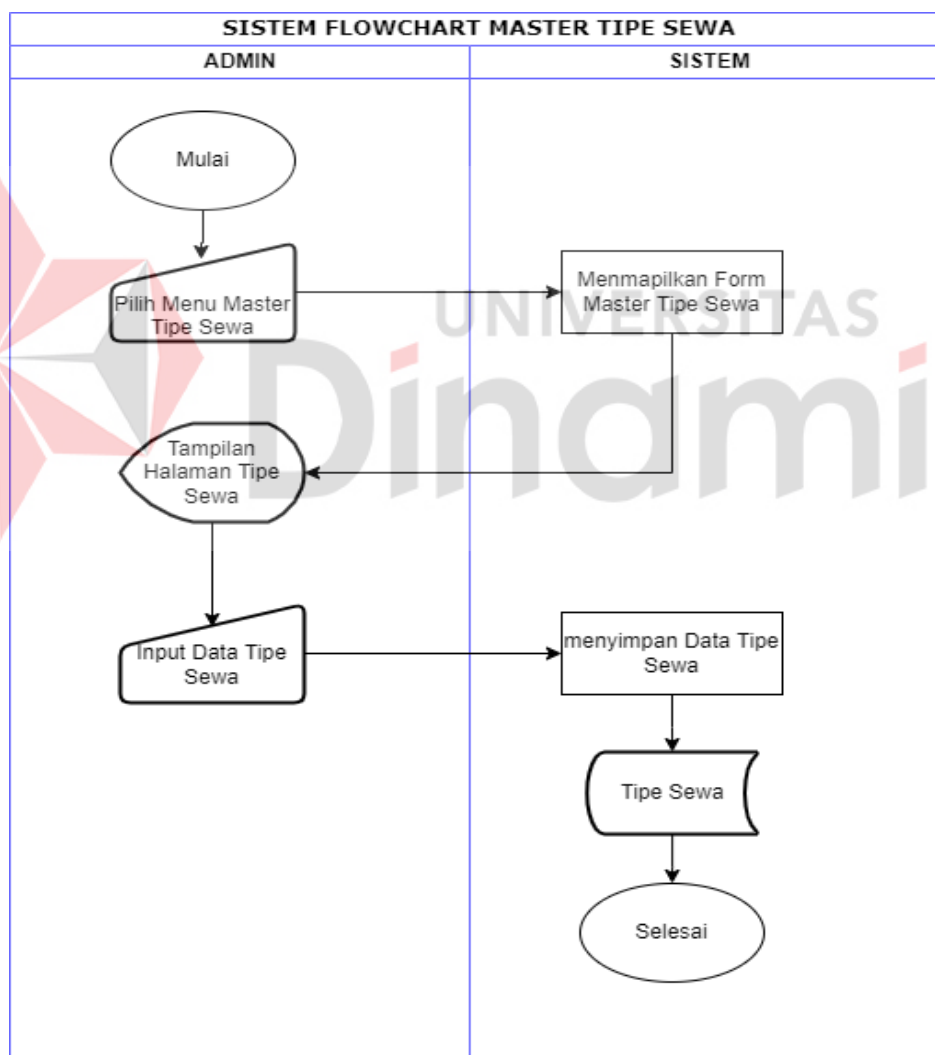 SISTEM FLOWCHART MASTER TIPE SEWA
ADMIN
SISTEM
Mulai
Pilih Menu Master
Tipe Sewa
Menmapilkan Form
Master Tipe Sewa
UNIVERSITAS
Dinami
Tampilan
Halaman Tipe
Sewa
Input Data Tipe
Sewa
menyimpan Data Tipe
Sewa
Tipe Sewa
Selesai